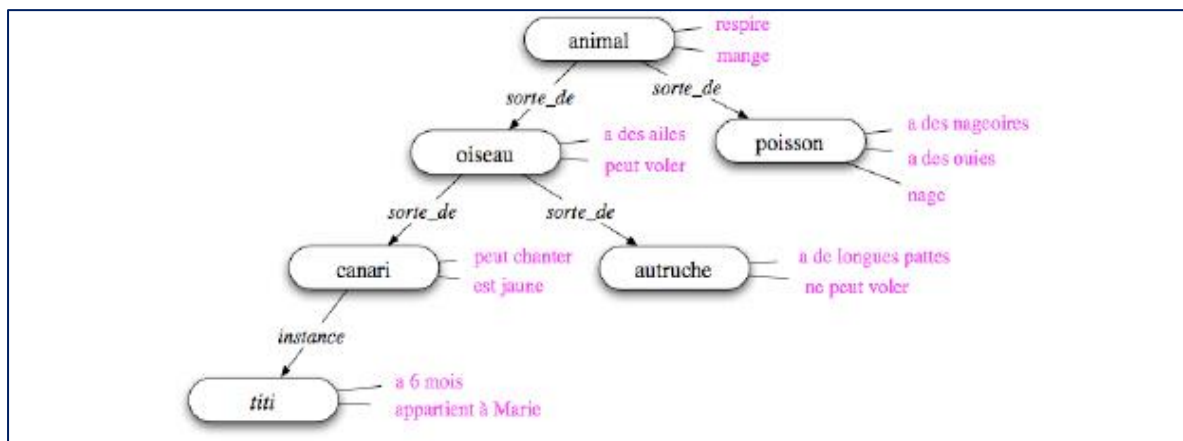 respire
animal
mange
sorte_de
sorte_de
a des ailes
oiseau
peut voler
a des nageoires
poisson
a des ouies
nage
sorte_de
sorte_de
peut chanter
canari
est jaune
a de longues pattes
autruche
ne peut voler
instance
a 6 mois
titi
appartient à Marie